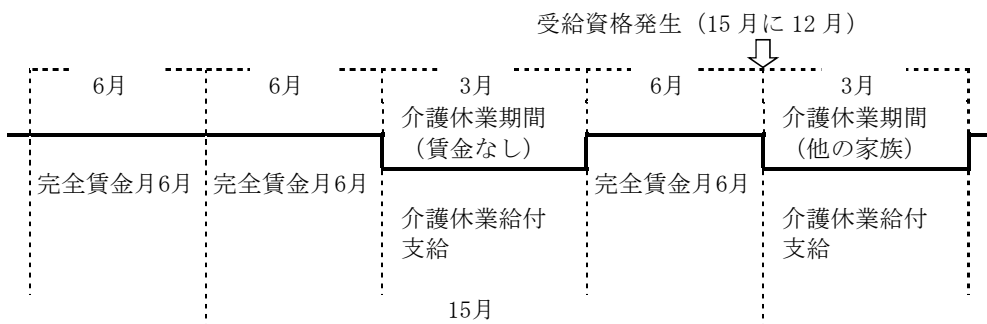 受給資格発生（15 月に 12 月）
6月
6月
3月
6月
3月
介護休業期間
（賃金なし）
介護休業期間
（他の家族）
完全賃金月6月
完全賃金月6月
完全賃金月6月
介護休業給付
支給
介護休業給付
支給
15月